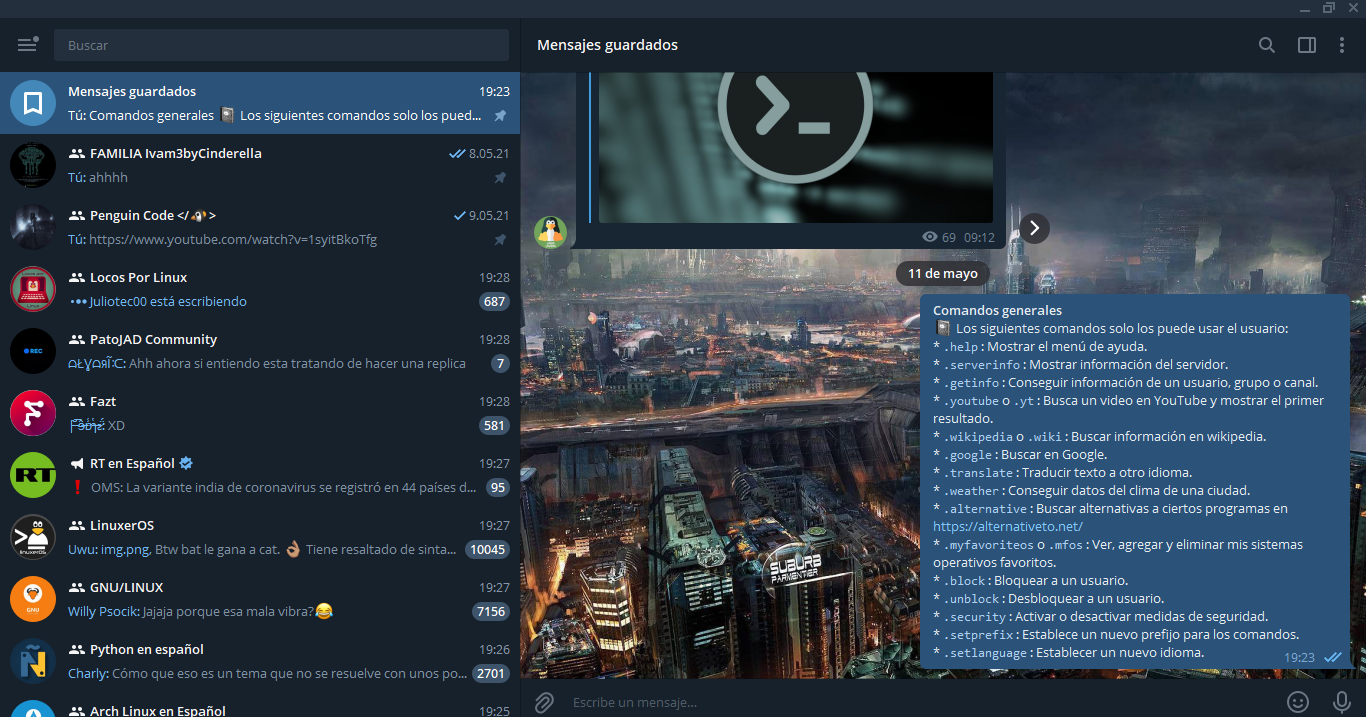 Buscar
Mensajes guardados
19:23
Tú: Comandos generales 📓 Los siguientes comandos solo los pued...
FAMILIA Ivam3byCinderella
8.05.21
Tú: ahhhh
Penguin Code </🐧>
9.05.21
Tú: https://www.youtube.com/watch?v=1syitBkoTfg
Locos Por Linux
19:28
Juliotec00 está escribiendo
687
PatoJAD Community
19:28
Ahh ahora si entiendo esta tratando de hacer una replica
7
REC
Fazt
19:28
XD
581
RT en Español
19:27
❗ OMS: La variante india de coronavirus se registró en 44 países d...
95
RT
LinuxerOS
19:27
Uwu: img.png, Btw bat le gana a cat. 👌🏽 Tiene resaltado de sinta...
10045
GNU/LINUX
19:27
Willy Psocik: Jajaja porque esa mala vibra?😂
7156
GNU
Python en español
19:26
Charly: Cómo que eso es un tema que no se resuelve con unos po...
2701
Arch Linux en Español
19:25
Mensajes guardados
69 09:12
11 de mayo
Comandos generales
📓 Los siguientes comandos solo los puede usar el usuario:
* .help: Mostrar el menú de ayuda.
* .serverinfo: Mostrar información del servidor.
* .getinfo: Conseguir información de un usuario, grupo o canal.
* .youtube o .yt: Busca un video en YouTube y mostrar el primer
resultado.
* .wikipedia o .wiki: Buscar información en wikipedia.
* .google: Buscar en Google.
* .translate: Traducir texto a otro idioma.
* .weather: Conseguir datos del clima de una ciudad.
* .alternative: Buscar alternativas a ciertos programas en
https://alternativeto.net/
* .myfavoriteos o .mfos: Ver, agregar y eliminar mis sistemas
operativos favoritos.
* .block: Bloquear a un usuario.
* .unblock: Desbloquear a un usuario.
* .security: Activar o desactivar medidas de seguridad.
* .setprefix: Establece un nuevo prefijo para los comandos.
* .setlanguage: Establecer un nuevo idioma.
19:23
SUBURB
PARMENTIER
Escribe un mensaje...